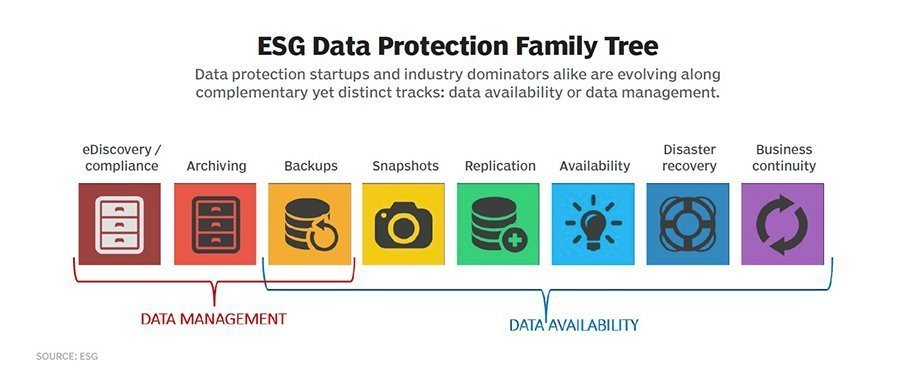 ESG Data Protection Family Tree
Data protection startups and industry dominators alike are evolving along
complementary yet distinct tracks: data availability or data management.
eDiscovery /
compliance
Archiving
Backups
Snapshots
Replication
Availability
Disaster
recovery
Business
continuity
DATA MANAGEMENT
DATA AVAILABILITY
SOURCE: ESG